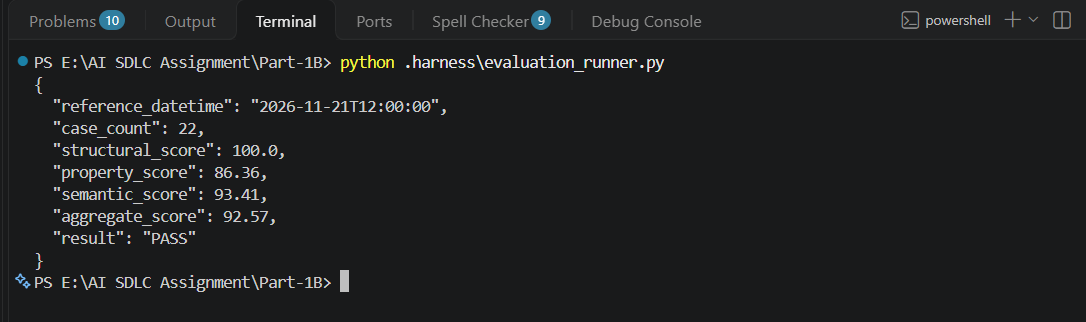 Problems 10 Output Terminal Ports Spell Checker 9 Debug Console powershell
PS E:\AI SDLC Assignment\Part-1B> python .harness\evaluation_runner.py
{
  "reference_datetime": "2026-11-21T12:00:00",
  "case_count": 22,
  "structural_score": 100.0,
  "property_score": 86.36,
  "semantic_score": 93.41,
  "aggregate_score": 92.57,
  "result": "PASS"
}
PS E:\AI SDLC Assignment\Part-1B>